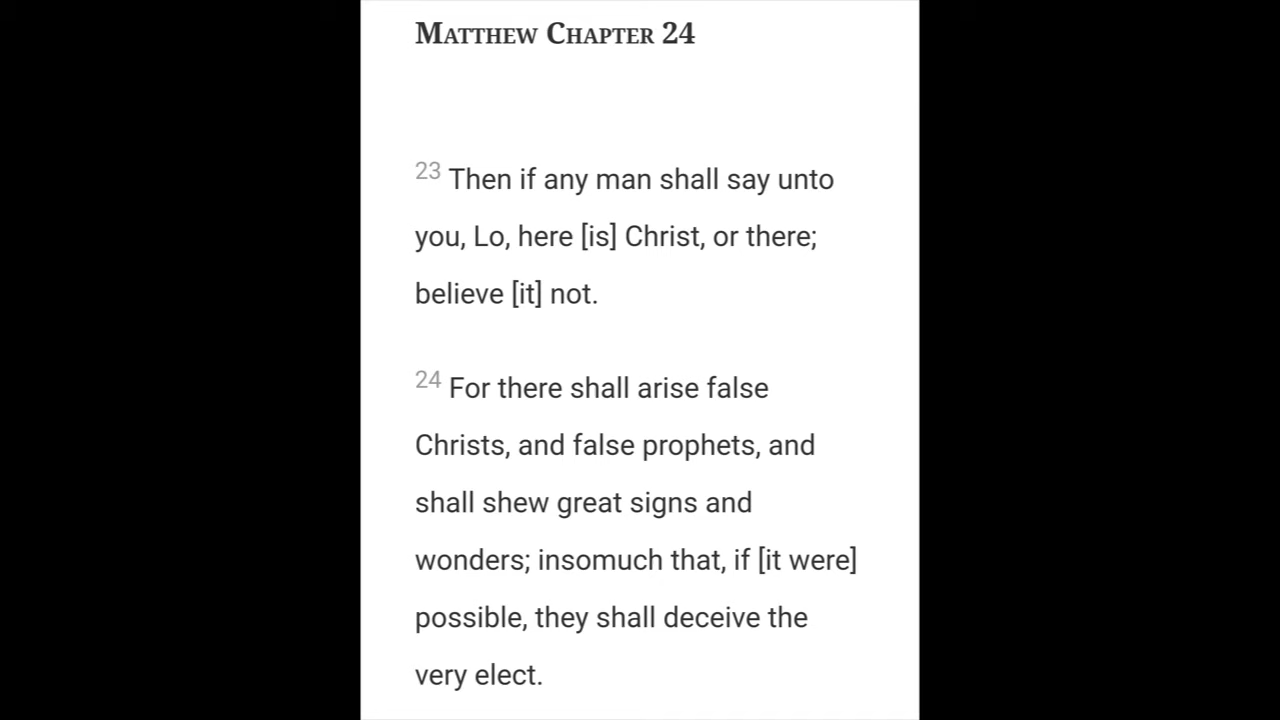 Matthew Chapter 24
23 Then if any man shall say unto
you, Lo, here [is] Christ, or there;
believe [it] not.
24 For there shall arise false
Christs, and false prophets, and
shall shew great signs and
wonders; insomuch that, if [it were]
possible, they shall deceive the
very elect.